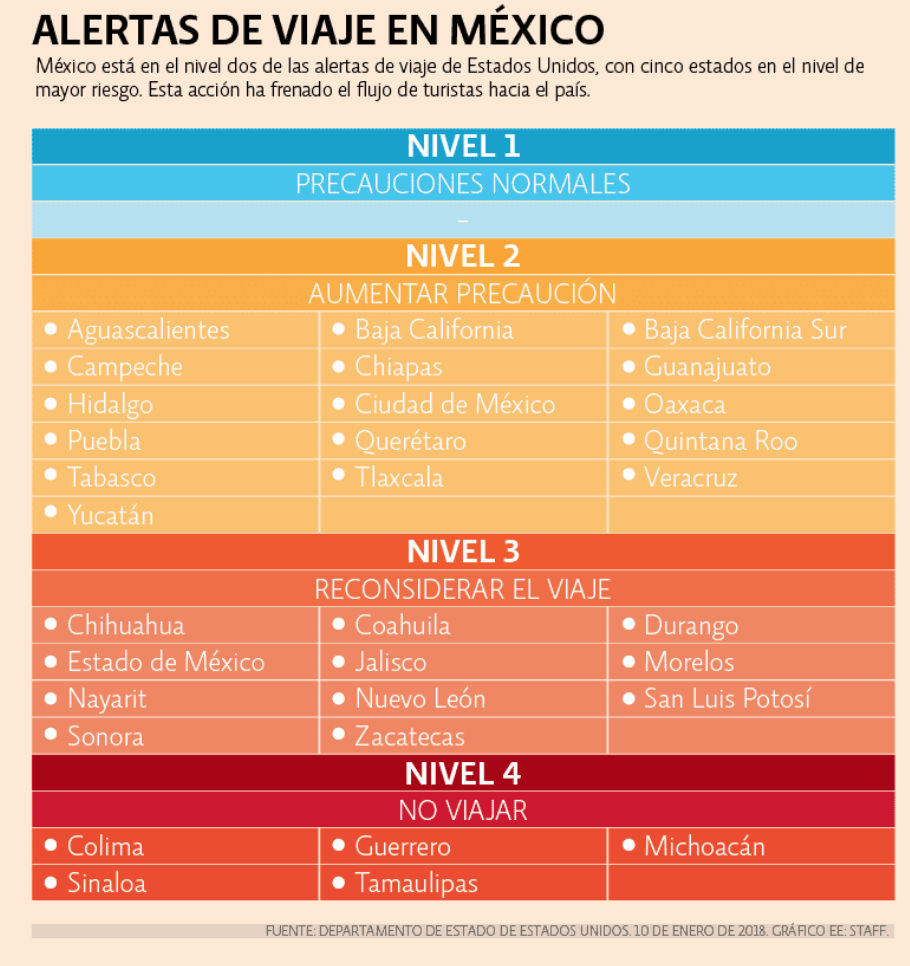 ALERTAS DE VIAJE EN MÉXICO
México está en el nivel dos de las alertas de viaje de Estados Unidos, con cinco estados en el nivel de
mayor riesgo. Esta acción ha frenado el flujo de turistas hacia el país.
NIVEL 1
PRECAUCIONES NORMALES
–
NIVEL 2
AUMENTAR PRECAUCIÓN
• Aguascalientes • Baja California • Baja California Sur
• Campeche • Chiapas • Guanajuato
• Hidalgo • Ciudad de México • Oaxaca
• Puebla • Querétaro • Quintana Roo
• Tabasco • Tlaxcala • Veracruz
• Yucatán
NIVEL 3
RECONSIDERAR EL VIAJE
• Chihuahua • Coahuila • Durango
• Estado de México • Jalisco • Morelos
• Nayarit • Nuevo León • San Luis Potosí
• Sonora • Zacatecas
NIVEL 4
NO VIAJAR
• Colima • Guerrero • Michoacán
• Sinaloa • Tamaulipas
FUENTE: DEPARTAMENTO DE ESTADO DE ESTADOS UNIDOS. 10 DE ENERO DE 2018. GRÁFICO EE: STAFF.